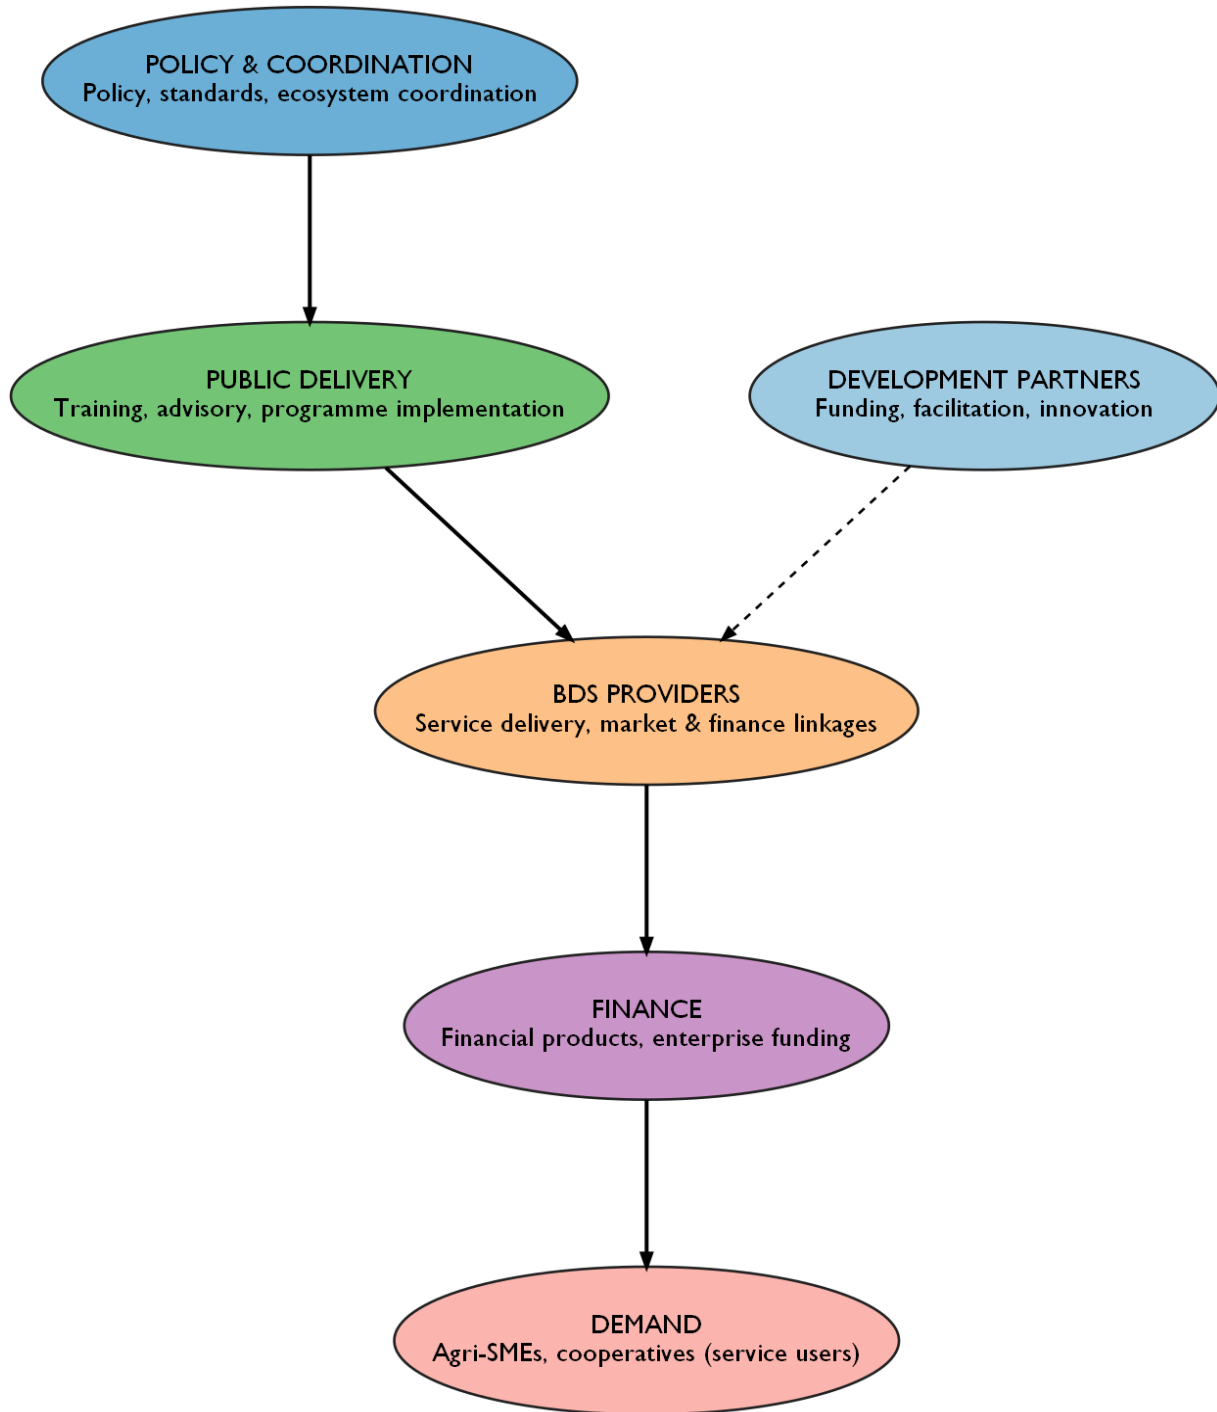 POLICY & COORDINATION
Policy, standards, ecosystem coordination
PUBLIC DELIVERY
Training, advisory, programme implementation
DEVELOPMENT PARTNERS
Funding, facilitation, innovation
BDS PROVIDERS
Service delivery, market & finance linkages
FINANCE
Financial products, enterprise funding
DEMAND
Agri-SMEs, cooperatives (service users)